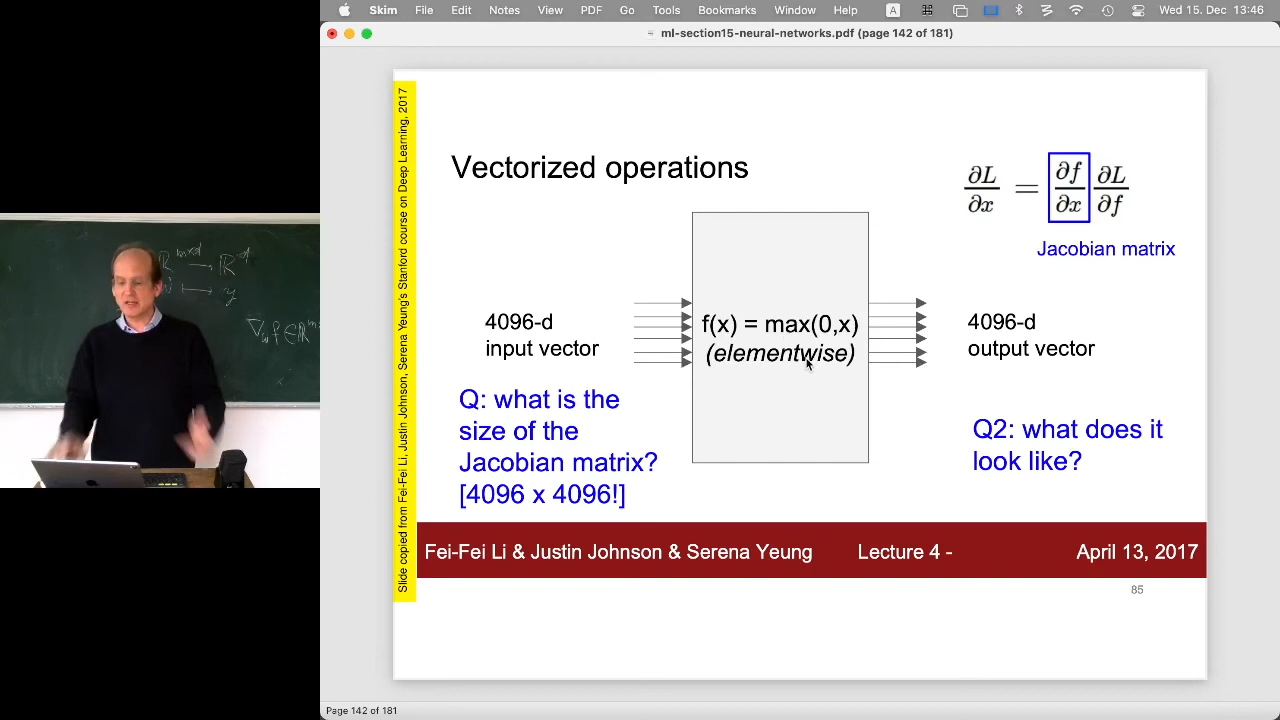 Skim File Edit Notes View PDF Go Tools Bookmarks Window Help A Wed 15. Dec 13:46
ml-section15-neural-networks.pdf (page 142 of 181)
Slide copied from Fei-Fei Li, Justin Johnson, Serena Yeung's Stanford course on Deep Learning, 2017
Vectorized operations
∂L/∂x = ∂f/∂x ∂L/∂f
Jacobian matrix
4096-d
input vector
f(x) = max(0,x)
(elementwise)
4096-d
output vector
Q: what is the
size of the
Jacobian matrix?
[4096 x 4096!]
Q2: what does it
look like?
Fei-Fei Li & Justin Johnson & Serena Yeung Lecture 4 - April 13, 2017
85
Page 142 of 181
ℝ^{m×d} → ℝ^d
↦ y